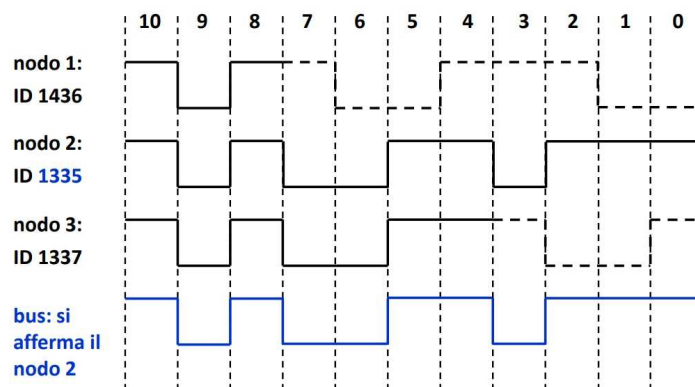 10 9 8 7 6 5 4 3 2 1 0
nodo 1:
ID 1436
nodo 2:
ID 1335
nodo 3:
ID 1337
bus: si
afferma il
nodo 2